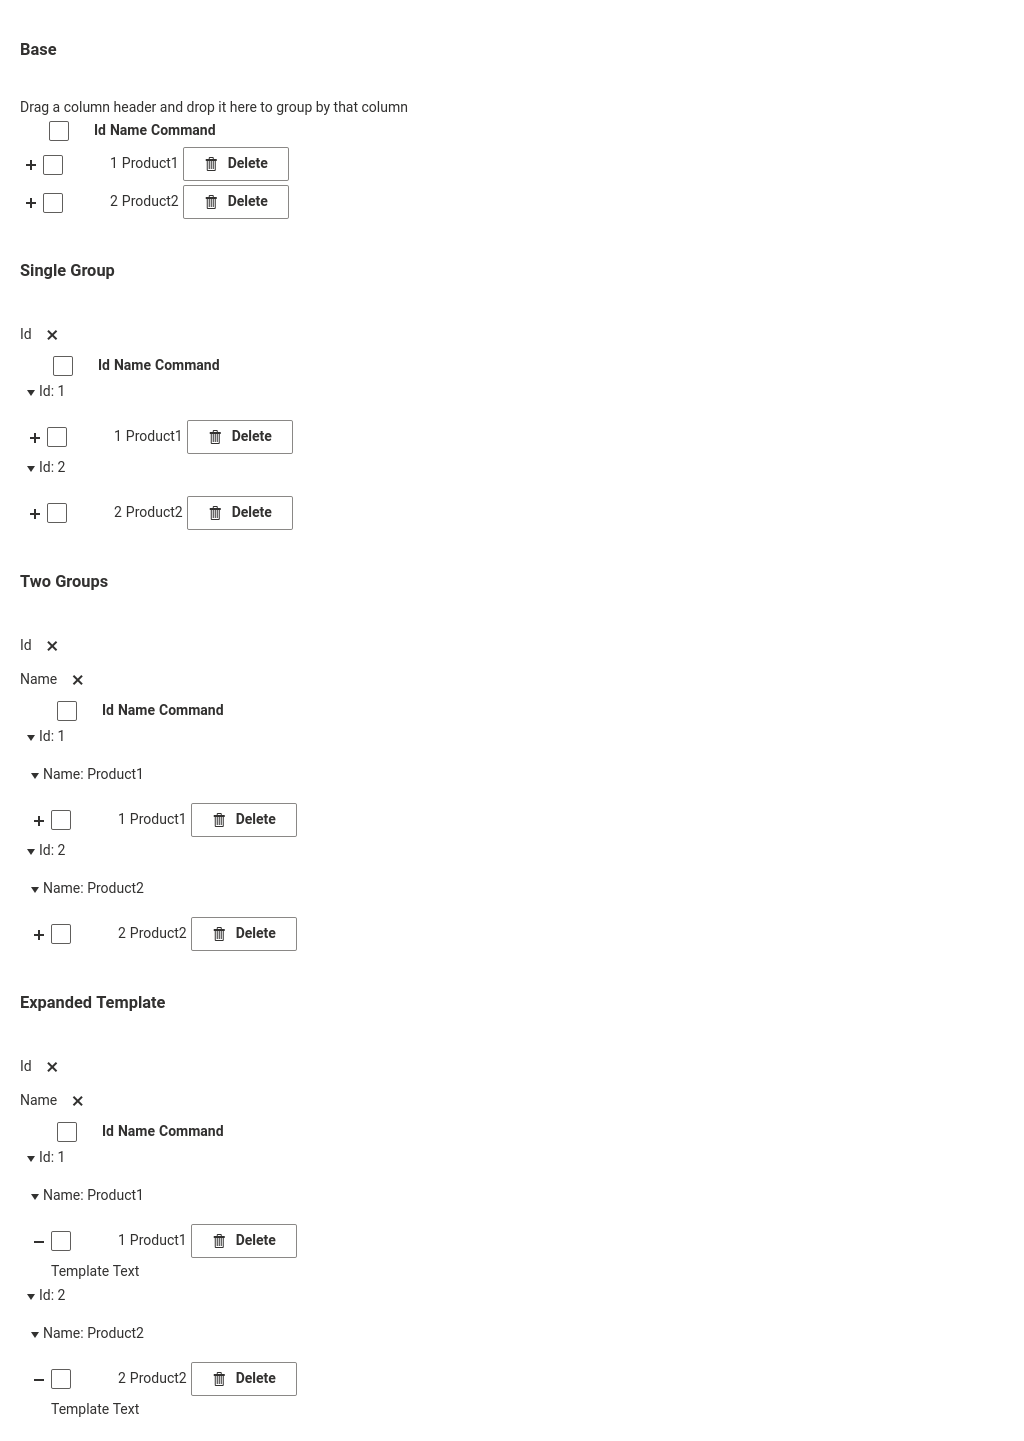 Base
Drag a column header and drop it here to group by that column
Id Name Command
1 Product1 Delete
2 Product2 Delete
Single Group
Id
Id Name Command
Id: 1
1 Product1 Delete
Id: 2
2 Product2 Delete
Two Groups
Id
Name
Id Name Command
Id: 1
Name: Product1
1 Product1 Delete
Id: 2
Name: Product2
2 Product2 Delete
Expanded Template
Id
Name
Id Name Command
Id: 1
Name: Product1
1 Product1 Delete
Template Text
Id: 2
Name: Product2
2 Product2 Delete
Template Text